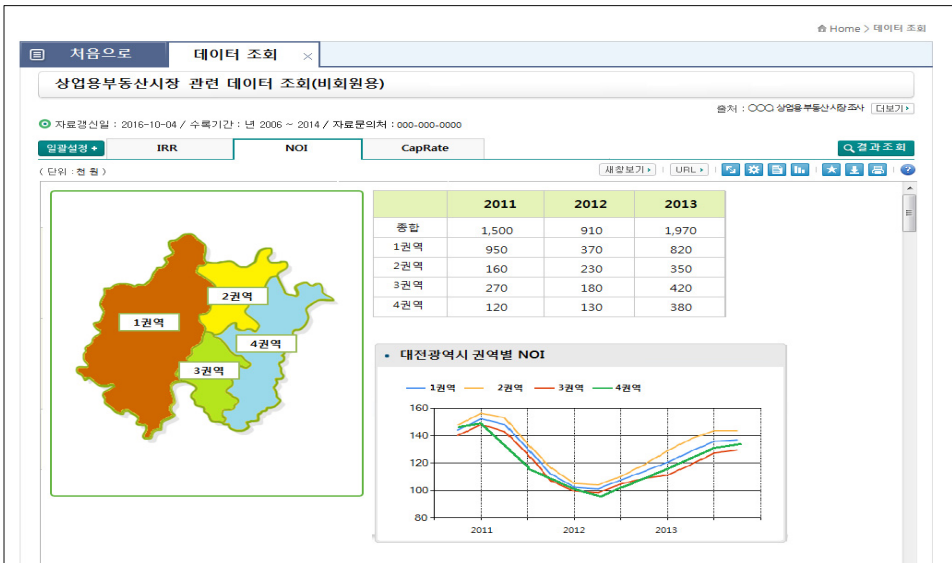 Home > 데이터 조회
처음으로
데이터 조회 ×
상업용부동산시장 관련 데이터 조회(비회원용)
출처 : OOO, 상업용부동산시장조사 더보기
자료갱신일 : 2016-10-04 / 수록기간 : 년 2006 ~ 2014 / 자료문의처 : 000-000-0000
일괄설정 + IRR NOI CapRate 결과조회
( 단위 : 천 원 ) 새창보기 URL
2011 2012 2013
종합 1,500 910 1,970
1권역 950 370 820
2권역 160 230 350
3권역 270 180 420
4권역 120 130 380
2권역
1권역
4권역
3권역
대전광역시 권역별 NOI
1권역 2권역 3권역 4권역
160
140
120
100
80
2011 2012 2013